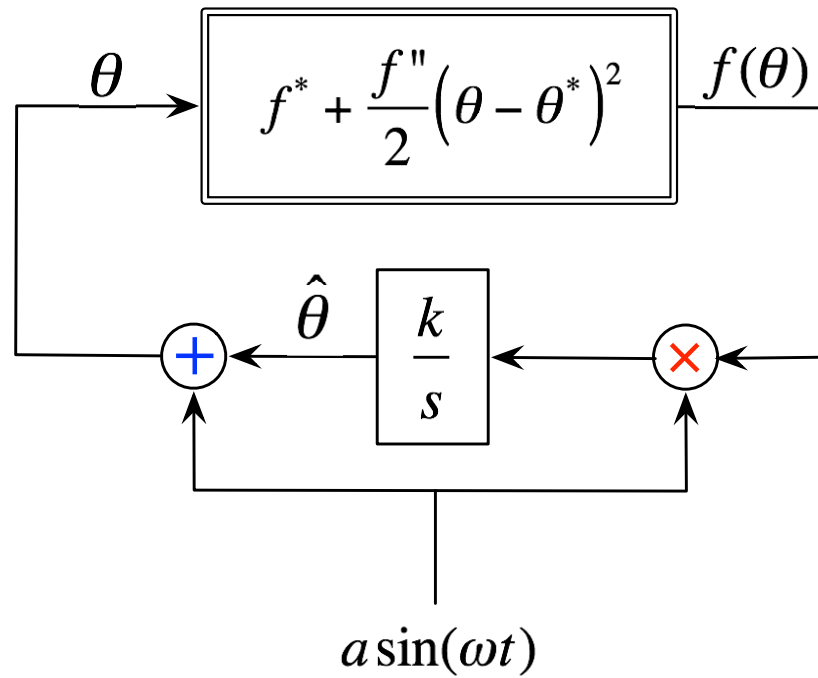 θ
f* + f"/2 (θ − θ*)²
f(θ)
θ̂
k/s
+
×
a sin(ωt)